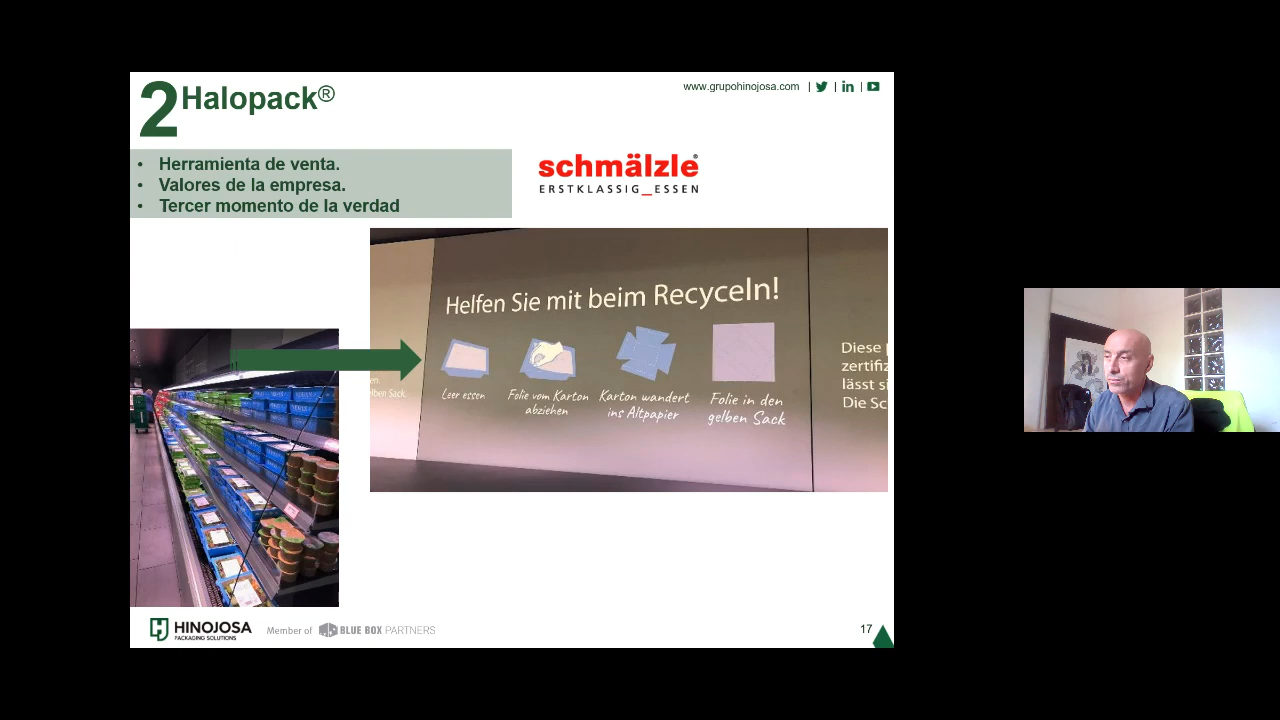 2 Halopack®
www.grupohinojosa.com | | |
• Herramienta de venta.
• Valores de la empresa.
• Tercer momento de la verdad
schmälzle®
ERSTKLASSIG_ESSEN
Helfen Sie mit beim Recyceln!
Leer essen
Folie vom Karton
abziehen
Karton wandert
ins Altpapier
Folie in den
gelben Sack
Sack.
Diese
zertifiz
lässt si
Die Sc
HINOJOSA
PACKAGING SOLUTIONS
Member of BLUE BOX PARTNERS
17